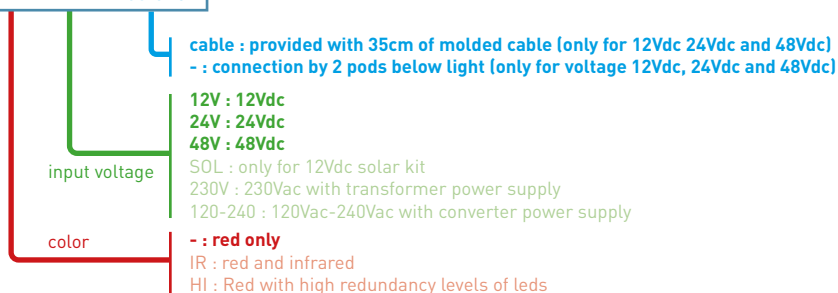 cable : provided with 35cm of molded cable (only for 12Vdc 24Vdc and 48Vdc)
- : connection by 2 pods below light (only for voltage 12Vdc, 24Vdc and 48Vdc)
12V : 12Vdc
24V : 24Vdc
48V : 48Vdc
input voltage
SOL : only for 12Vdc solar kit
230V : 230Vac with transformer power supply
120-240 : 120Vac-240Vac with converter power supply
color
- : red only
IR : red and infrared
HI : Red with high redundancy levels of leds